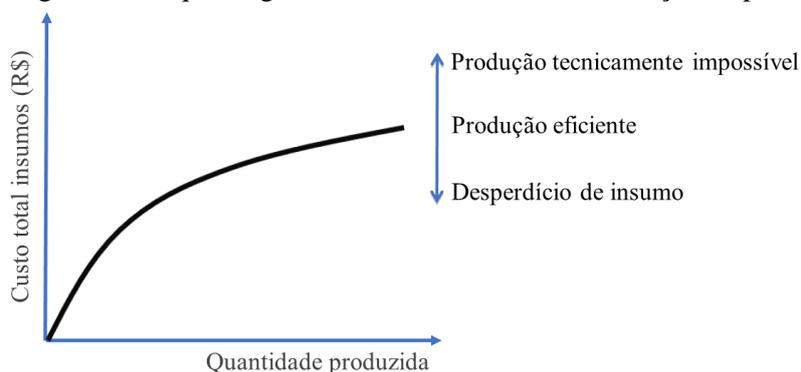 Custo total insumos (R$)
Produção tecnicamente impossível
Produção eficiente
Desperdício de insumo
Quantidade produzida